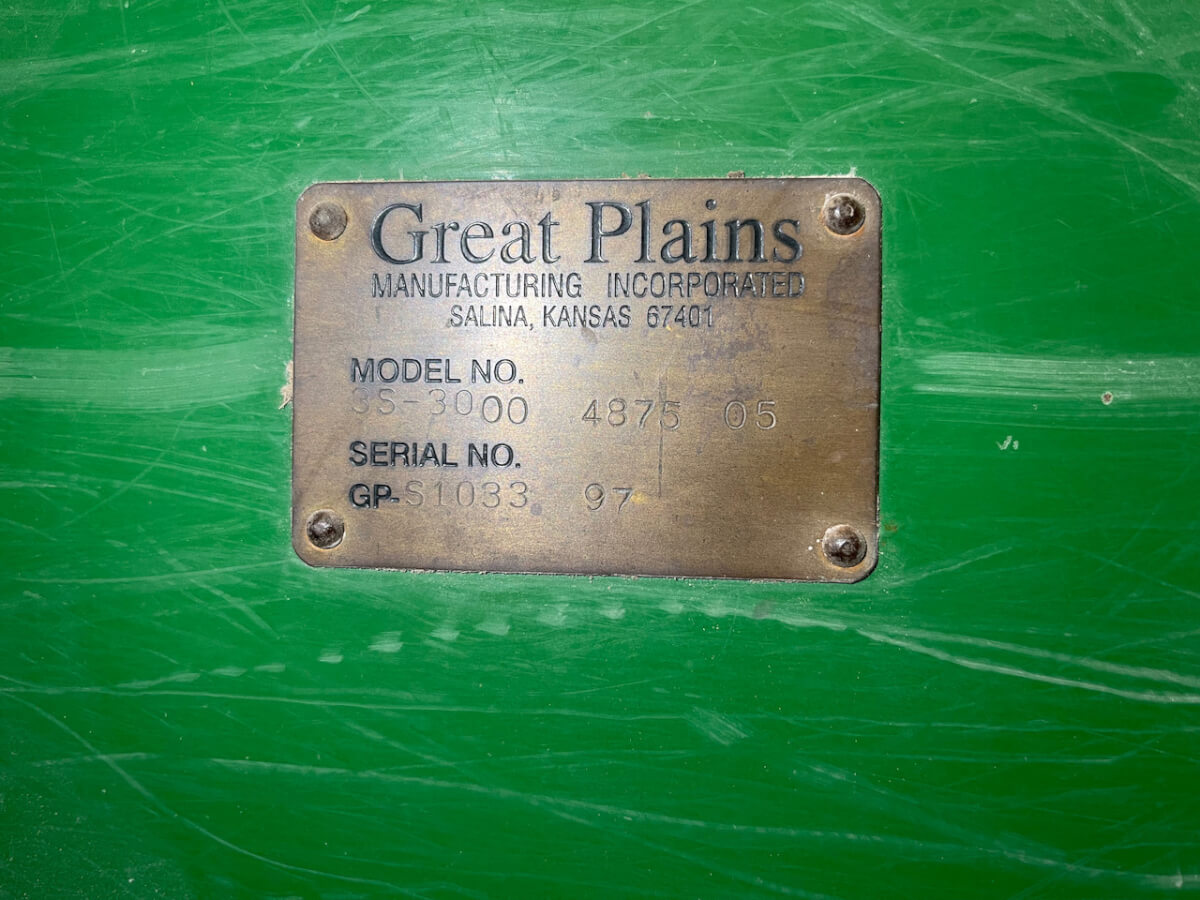 Great Plains
MANUFACTURING INCORPORATED
SALINA, KANSAS 67401
MODEL NO.
3S-3000 4875 05
SERIAL NO.
GP-S1033 97